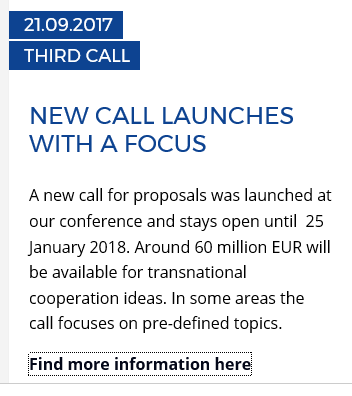 21.09.2017
THIRD CALL
NEW CALL LAUNCHES
WITH A FOCUS
A new call for proposals was launched at
our conference and stays open until  25
January 2018. Around 60 million EUR will
be available for transnational
cooperation ideas. In some areas the
call focuses on pre-defined topics.
Find more information here